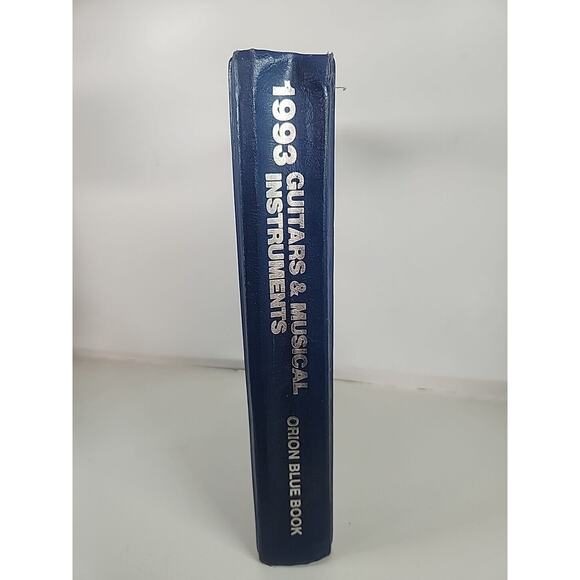 1993 GUITARS & MUSICAL
INSTRUMENTS
ORION BLUE BOOK